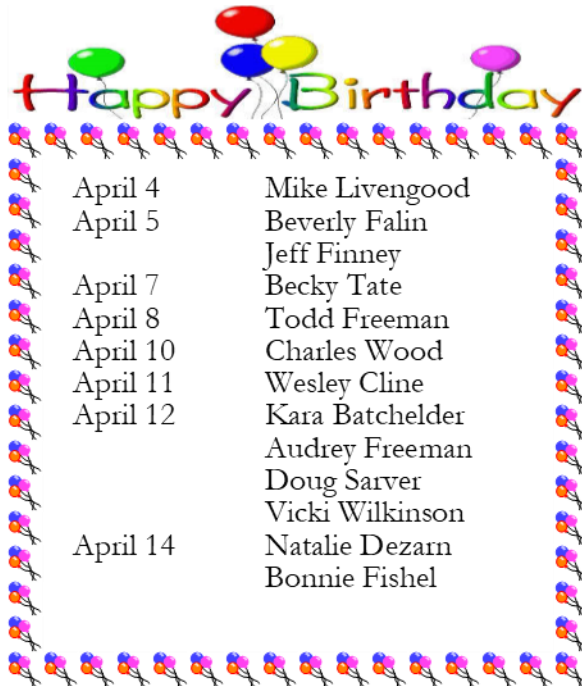 Happy Birthday
April 4 Mike Livengood
April 5 Beverly Falin
Jeff Finney
April 7 Becky Tate
April 8 Todd Freeman
April 10 Charles Wood
April 11 Wesley Cline
April 12 Kara Batchelder
Audrey Freeman
Doug Sarver
Vicki Wilkinson
April 14 Natalie Dezarn
Bonnie Fishel